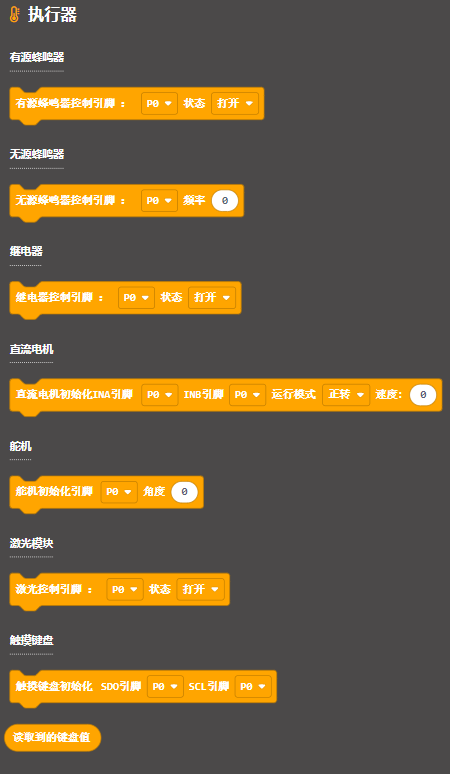 执行器
有源蜂鸣器
有源蜂鸣器控制引脚： P0 状态 打开
无源蜂鸣器
无源蜂鸣器控制引脚： P0 频率 0
继电器
继电器控制引脚： P0 状态 打开
直流电机
直流电机初始化INA引脚 P0 INB引脚 P0 运行模式 正转 速度: 0
舵机
舵机初始化引脚 P0 角度 0
激光模块
激光控制引脚： P0 状态 打开
触摸键盘
触摸键盘初始化 SDO引脚 P0 SCL引脚 P0
读取到的键盘值